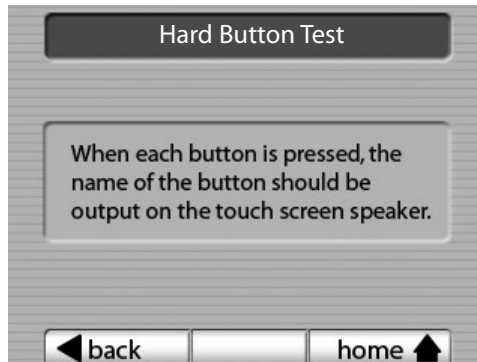 Hard Button Test
When each button is pressed, the
name of the button should be
output on the touch screen speaker.
back
home